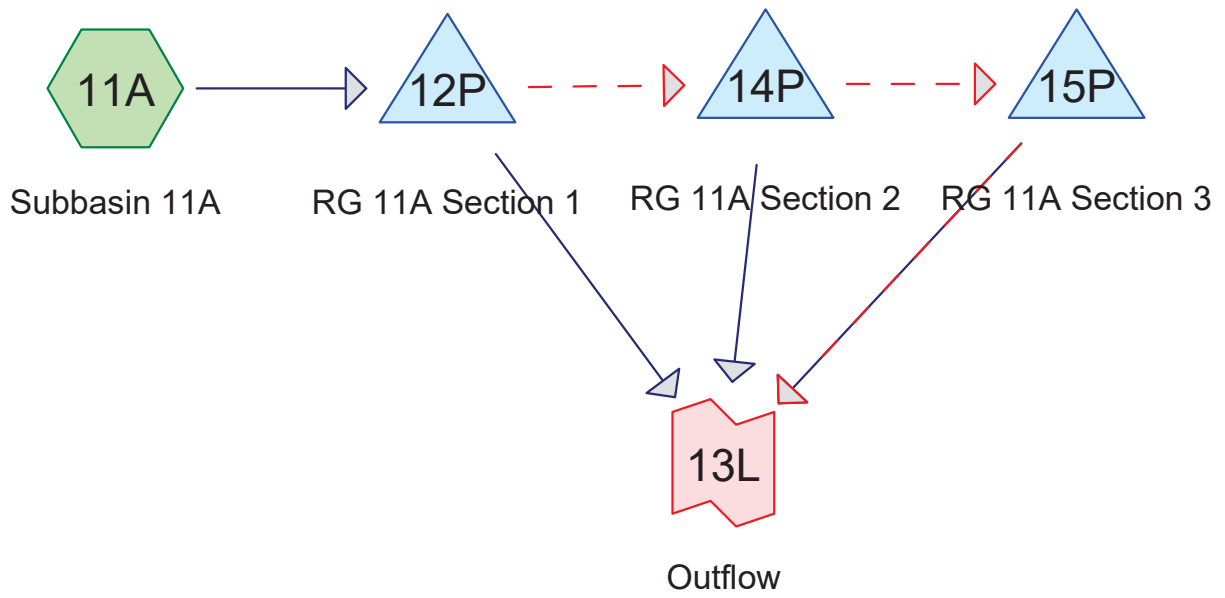 11A
12P
14P
15P
Subbasin 11A
RG 11A Section 1
RG 11A Section 2
RG 11A Section 3
13L
Outflow